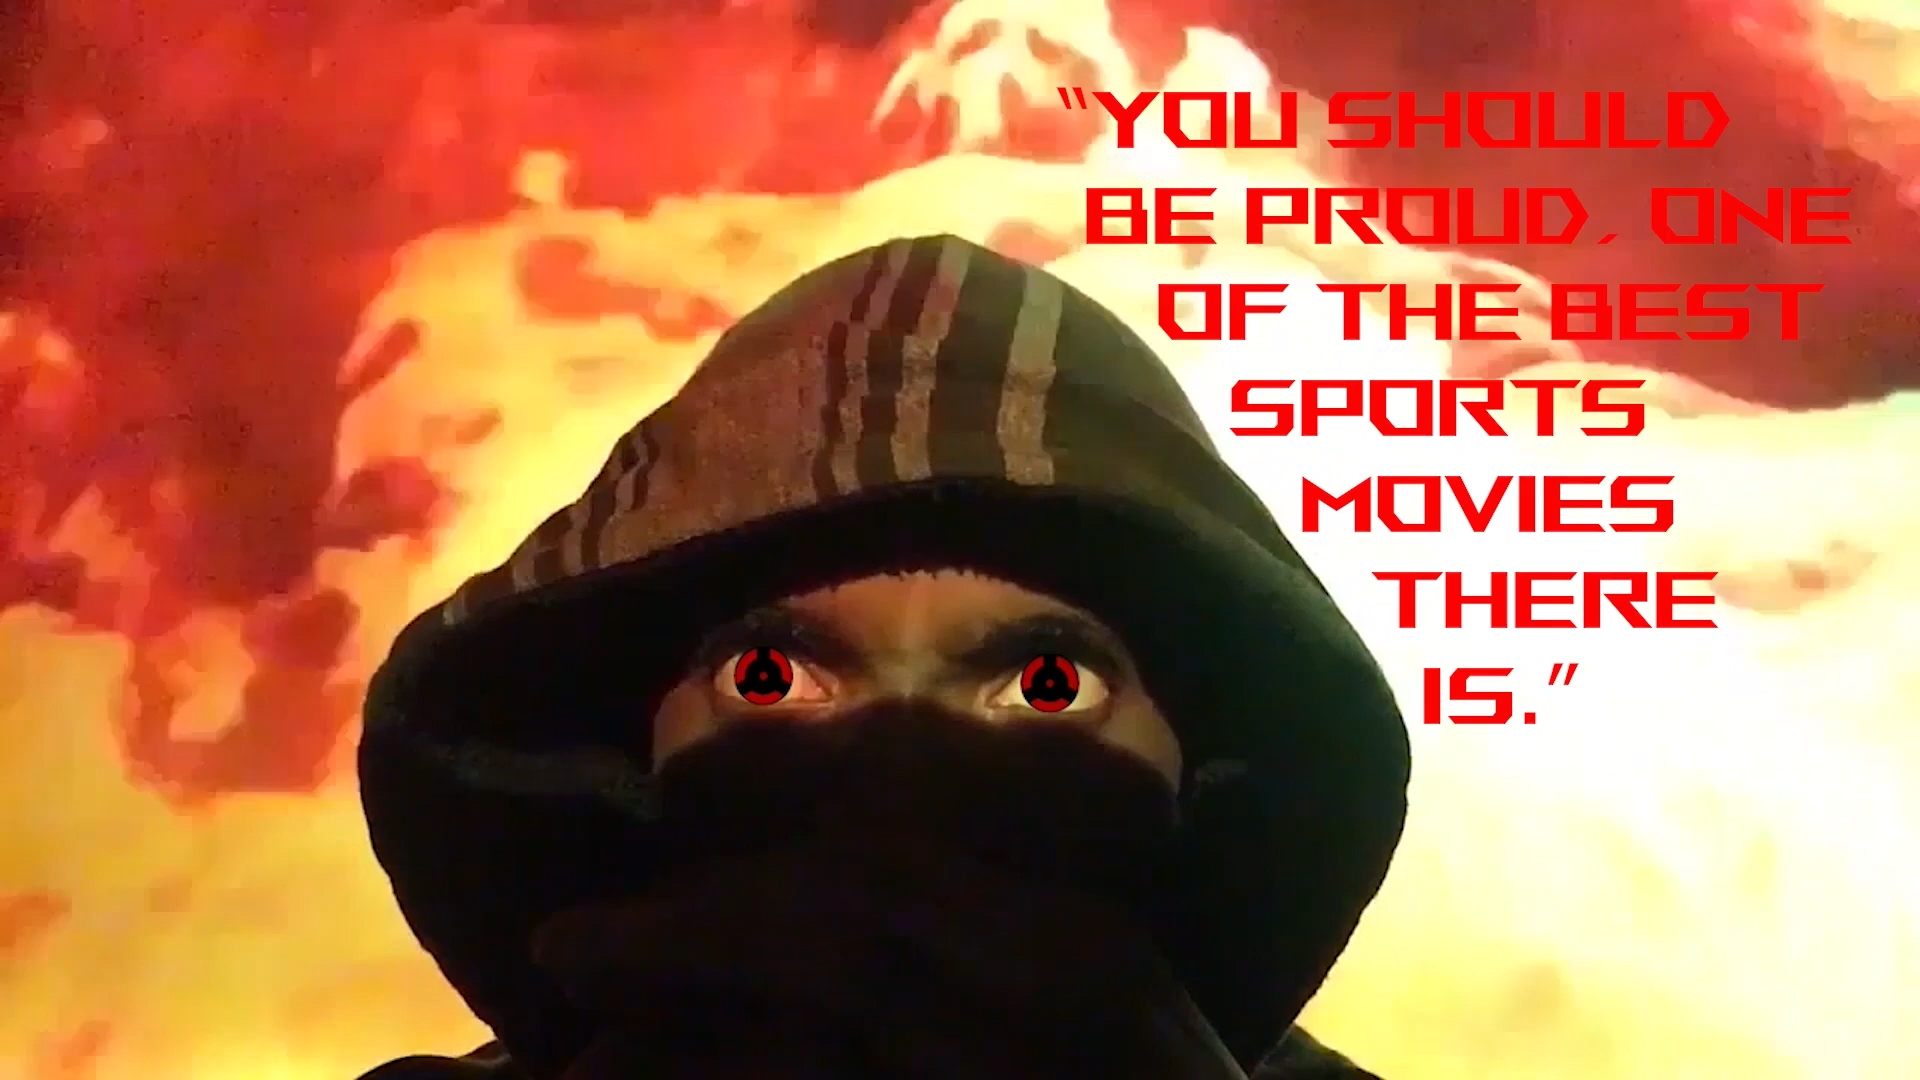 “YOU SHOULD
BE PROUD, ONE
OF THE BEST
SPORTS
MOVIES
THERE
IS.”